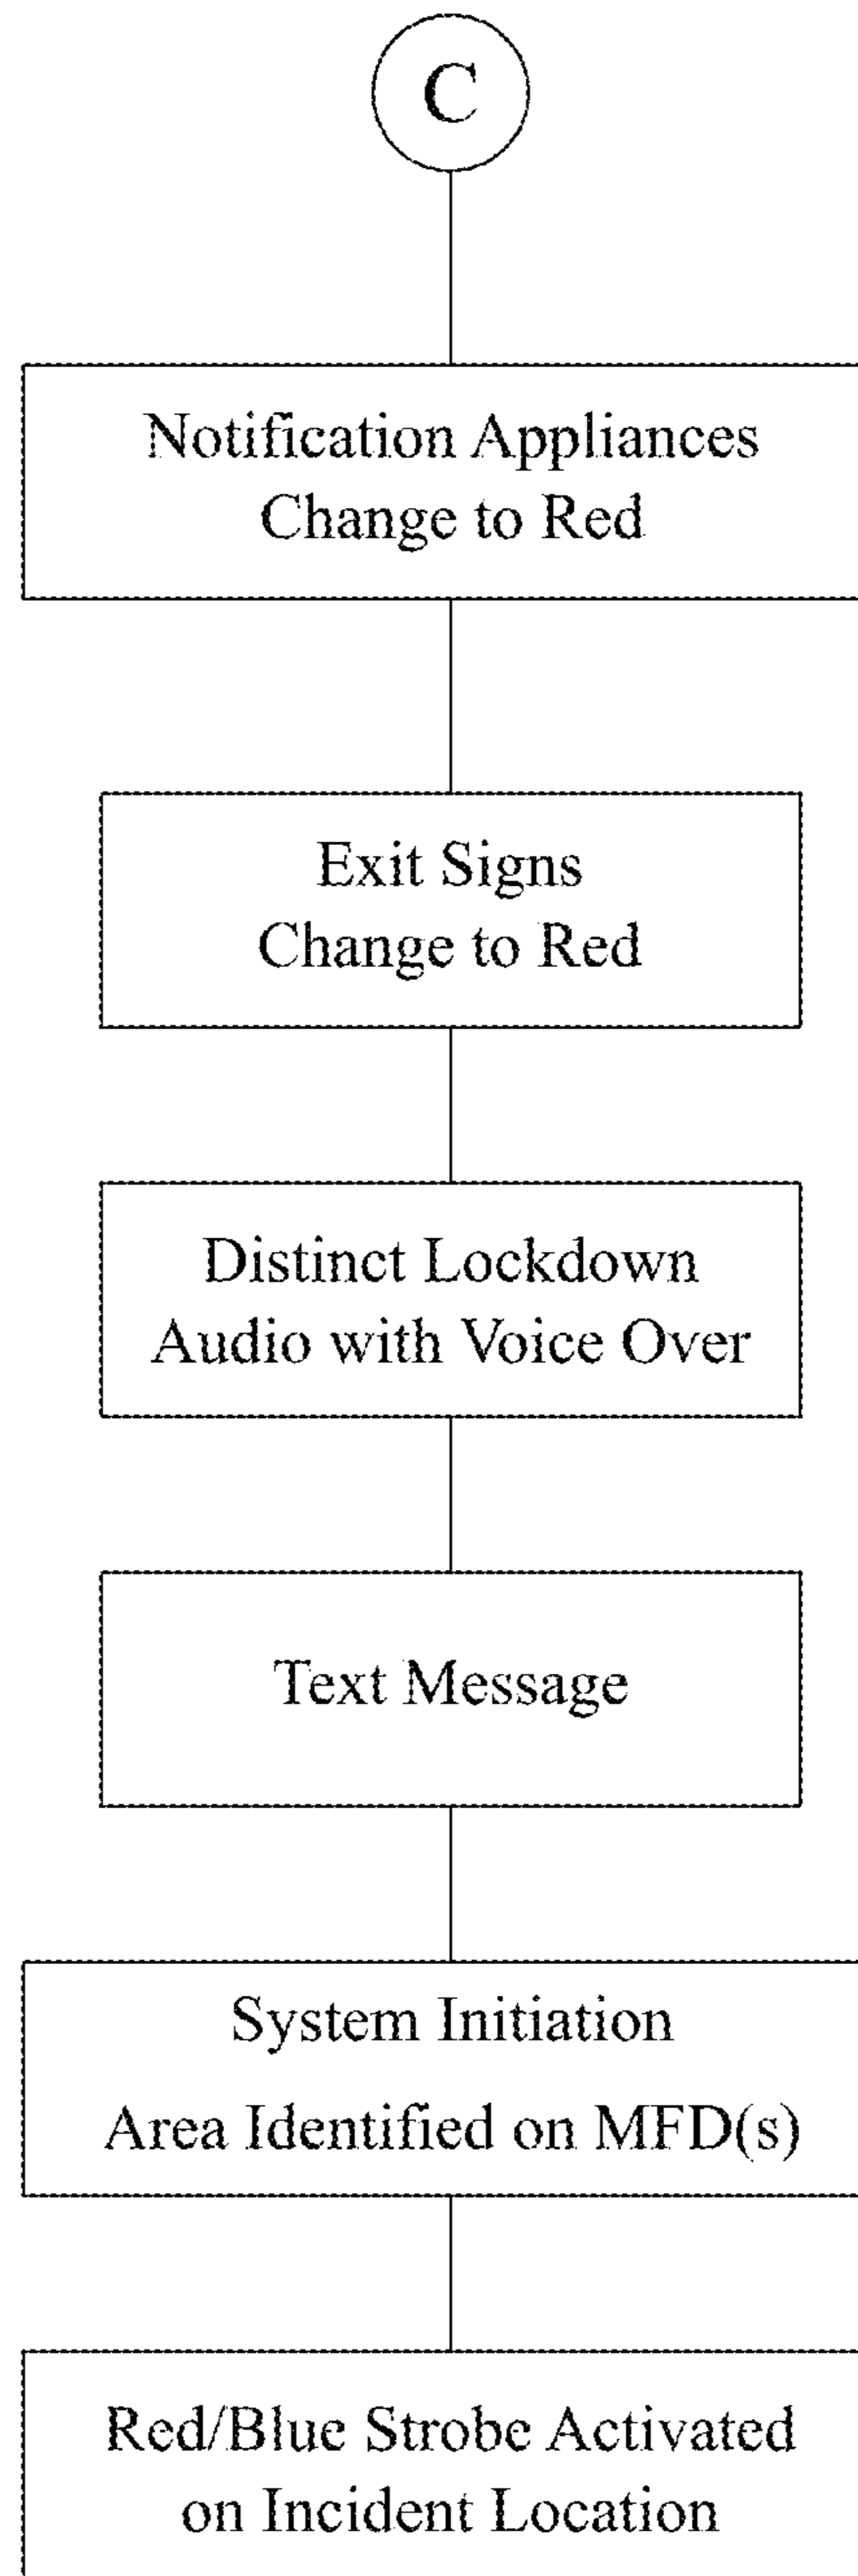 C
Notification Appliances
Change to Red
Exit Signs
Change to Red
Distinct Lockdown
Audio with Voice Over
Text Message
System Initiation
Area Identified on MFD(s)
Red/Blue Strobe Activated
on Incident Location